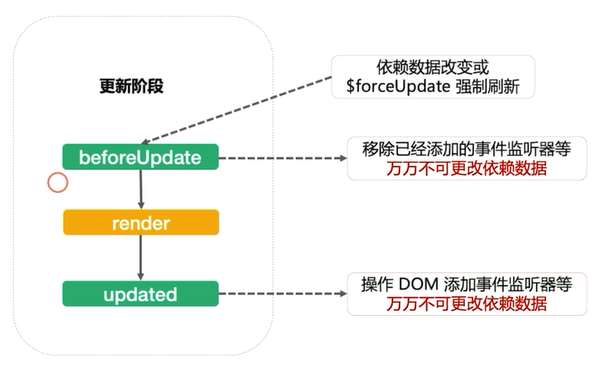 更新阶段
依赖数据改变或
$forceUpdate 强制刷新
beforeUpdate
移除已经添加的事件监听器等
万万不可更改依赖数据
render
updated
操作 DOM 添加事件监听器等
万万不可更改依赖数据